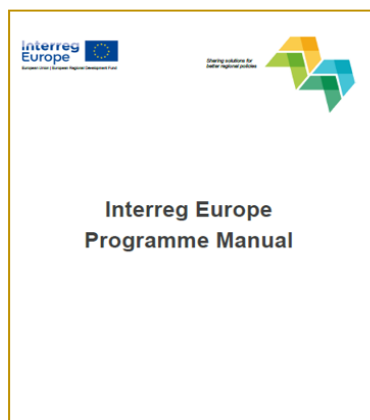 Interreg
Europe
European Union | European Regional Development Fund
Sharing solutions for
better regional policies
Interreg Europe
Programme Manual